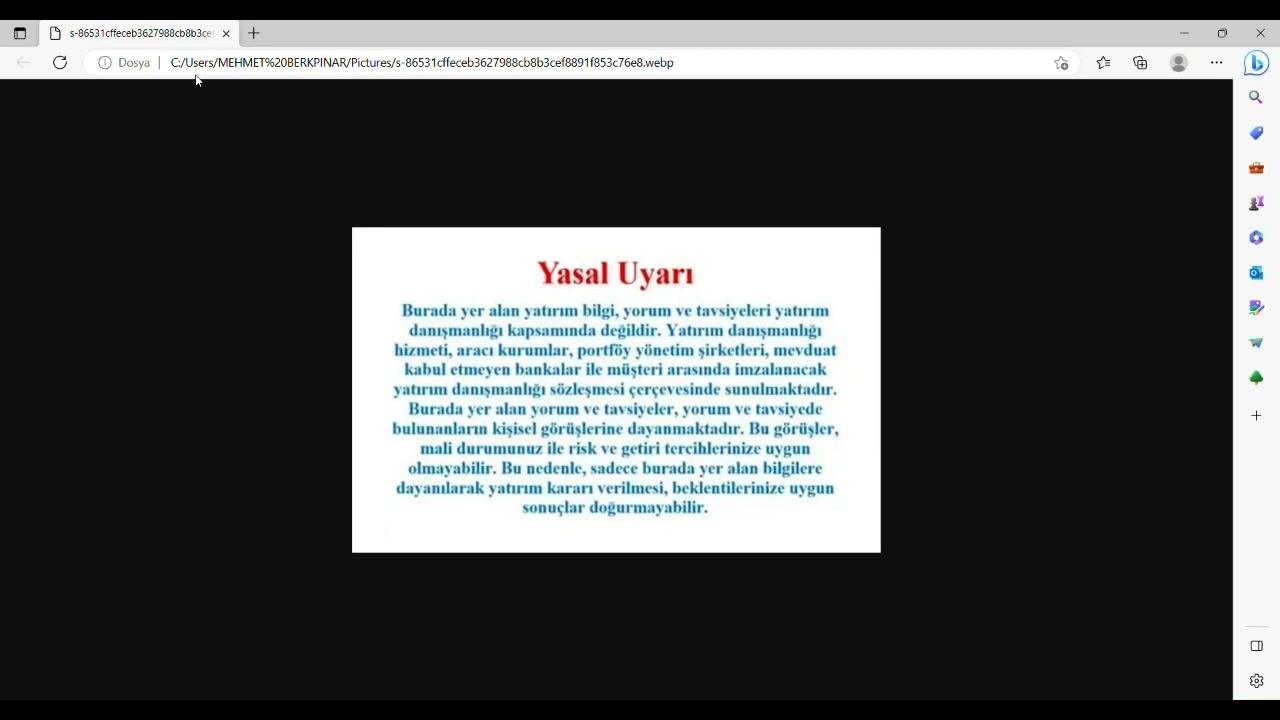 s-86531cffeceb3627988cb8b3cef
Dosya
C:/Users/MEHMET%20BERKPINAR/Pictures/s-86531cffeceb3627988cb8b3cef8891f853c76e8.webp
Yasal Uyarı
Burada yer alan yatırım bilgi, yorum ve tavsiyeleri yatırım
danışmanlığı kapsamında değildir. Yatırım danışmanlığı
hizmeti, aracı kurumlar, portföy yönetim şirketleri, mevduat
kabul etmeyen bankalar ile müşteri arasında imzalanacak
yatırım danışmanlığı sözleşmesi çerçevesinde sunulmaktadır.
Burada yer alan yorum ve tavsiyeler, yorum ve tavsiyede
bulunanların kişisel görüşlerine dayanmaktadır. Bu görüşler,
mali durumunuz ile risk ve getiri tercihlerinize uygun
olmayabilir. Bu nedenle, sadece burada yer alan bilgilere
dayanılarak yatırım kararı verilmesi, beklentilerinize uygun
sonuçlar doğurmayabilir.